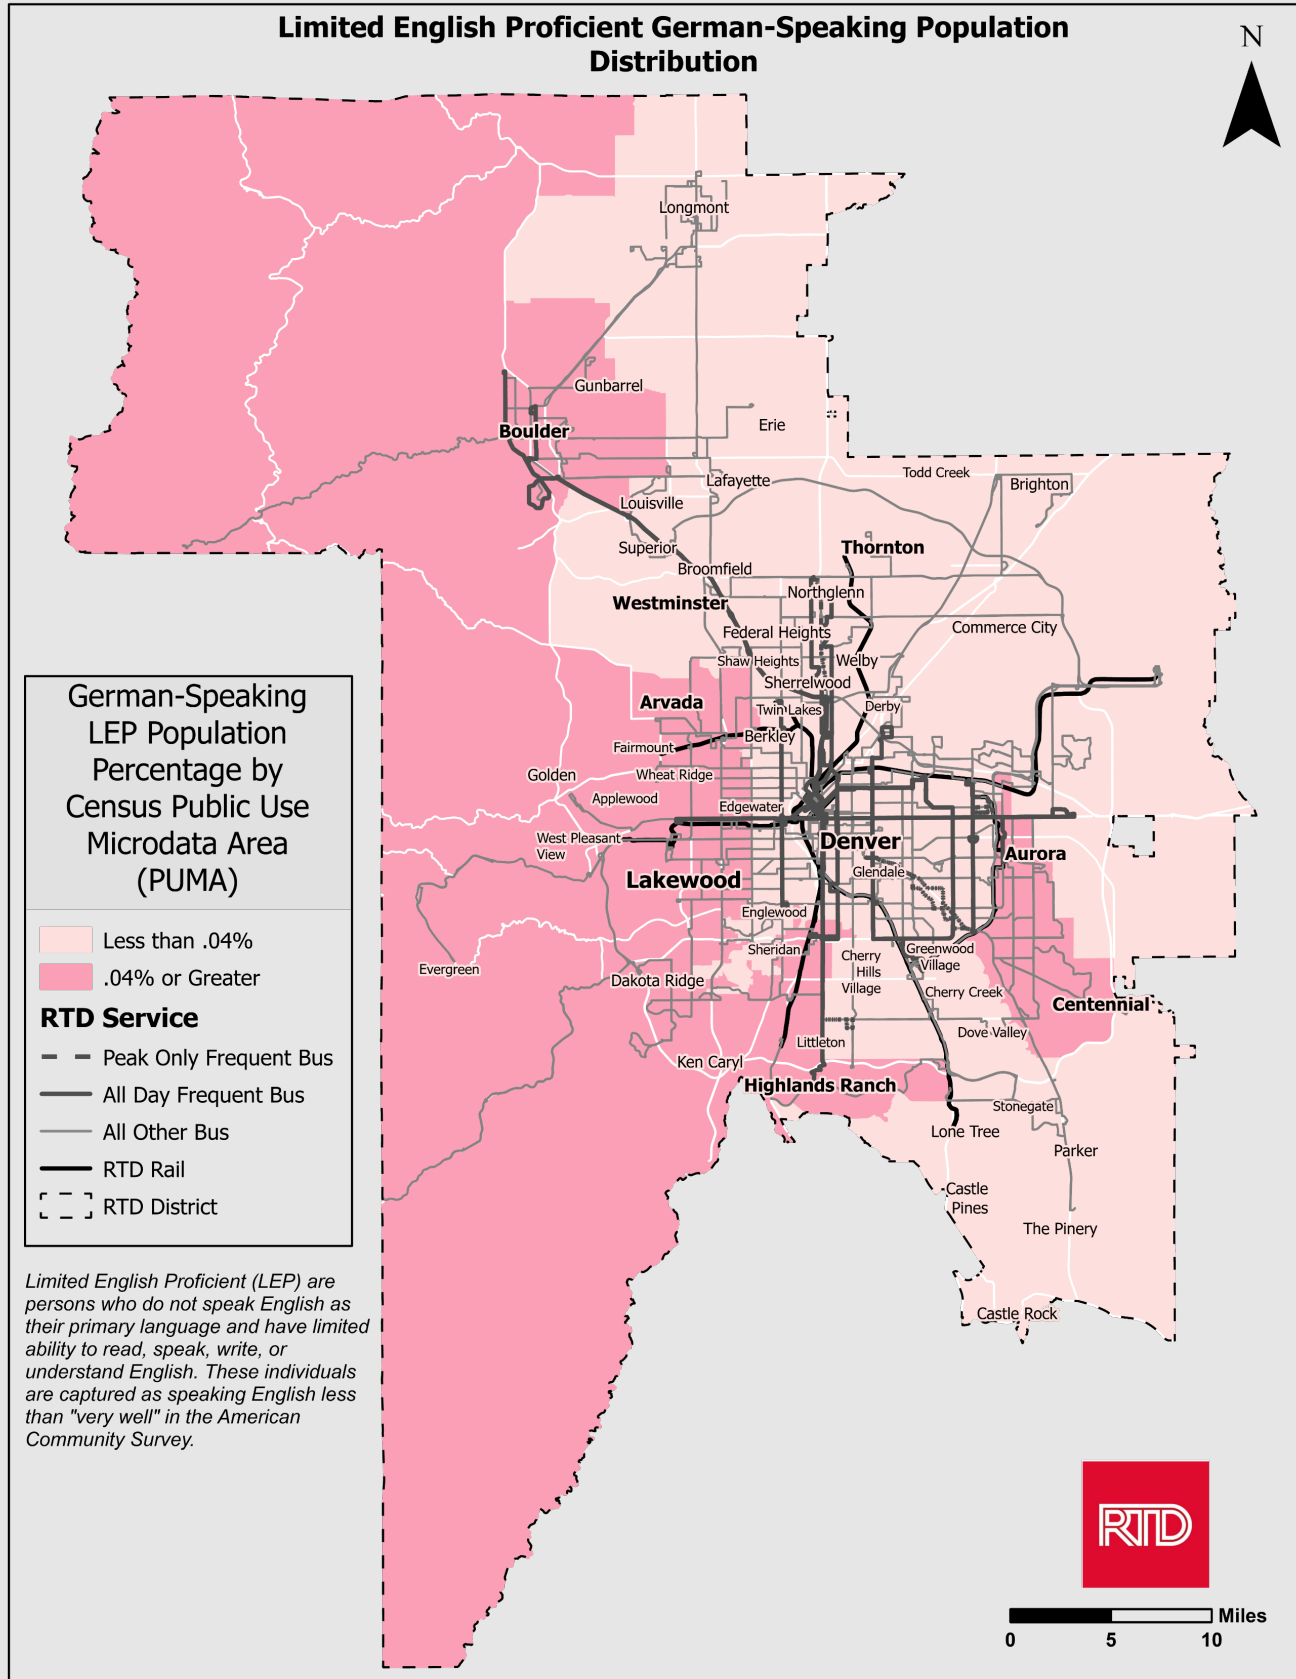 Limited English Proficient German-Speaking Population
Distribution
N
Longmont
Gunbarrel
Boulder
Erie
Lafayette
Todd Creek
Brighton
Louisville
Superior
Thornton
Broomfield
Northglenn
Westminster
Federal Heights
Commerce City
Shaw Heights
Welby
Sherrelwood
Arvada
Twin Lakes
Derby
Berkley
Fairmount
Golden
Wheat Ridge
Applewood
Edgewater
West Pleasant
View
Denver
Aurora
Lakewood
Glendale
Englewood
Sheridan
Greenwood
Village
Cherry
Hills
Village
Evergreen
Dakota Ridge
Cherry Creek
Centennial
Dove Valley
Littleton
Ken Caryl
Highlands Ranch
Stonegate
Lone Tree
Parker
Castle
Pines
The Pinery
Castle Rock
German-Speaking
LEP Population
Percentage by
Census Public Use
Microdata Area
(PUMA)
Less than .04%
.04% or Greater
RTD Service
Peak Only Frequent Bus
All Day Frequent Bus
All Other Bus
RTD Rail
RTD District
Limited English Proficient (LEP) are
persons who do not speak English as
their primary language and have limited
ability to read, speak, write, or
understand English. These individuals
are captured as speaking English less
than "very well" in the American
Community Survey.
RTD
Miles
0 5 10